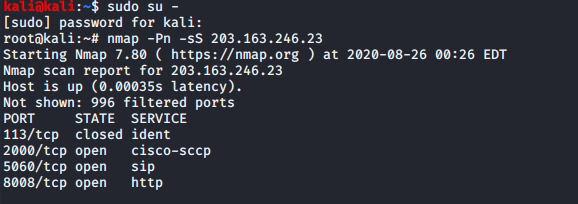 kali@kali:~$ sudo su -
[sudo] password for kali:
root@kali:~# nmap -Pn -sS 203.163.246.23
Starting Nmap 7.80 ( https://nmap.org ) at 2020-08-26 00:26 EDT
Nmap scan report for 203.163.246.23
Host is up (0.00035s latency).
Not shown: 996 filtered ports
PORT     STATE  SERVICE
113/tcp  closed ident
2000/tcp open   cisco-sccp
5060/tcp open   sip
8008/tcp open   http